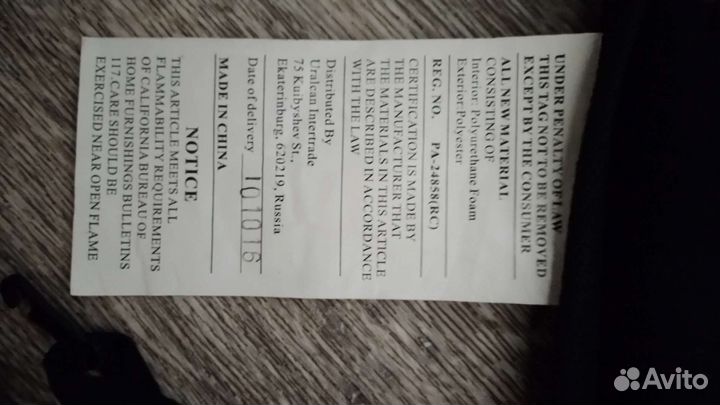 UNDER PENALTY OF LAW
THIS TAG NOT TO BE REMOVED
EXCEPT BY THE CONSUMER
ALL NEW MATERIAL
CONSISTING OF
Interior: Polyurethane Foam
Exterior: Polyester
REG. NO. PA-24858(RC)
CERTIFICATION IS MADE BY
THE MANUFACTURER THAT
THE MATERIALS IN THIS ARTICLE
ARE DESCRIBED IN ACCORDANCE
WITH THE LAW
Distributed By
Uralcan Intertrade
75 Kuibyshev St.,
Ekaterinburg, 620219, Russia
Date of delivery 101016
MADE IN CHINA
NOTICE
THIS ARTICLE MEETS ALL
FLAMMABILITY REQUIREMENTS
OF CALIFORNIA BUREAU OF
HOME FURNISHINGS BULLETINS
117. CARE SHOULD BE
EXERCISED NEAR OPEN FLAME
Avito